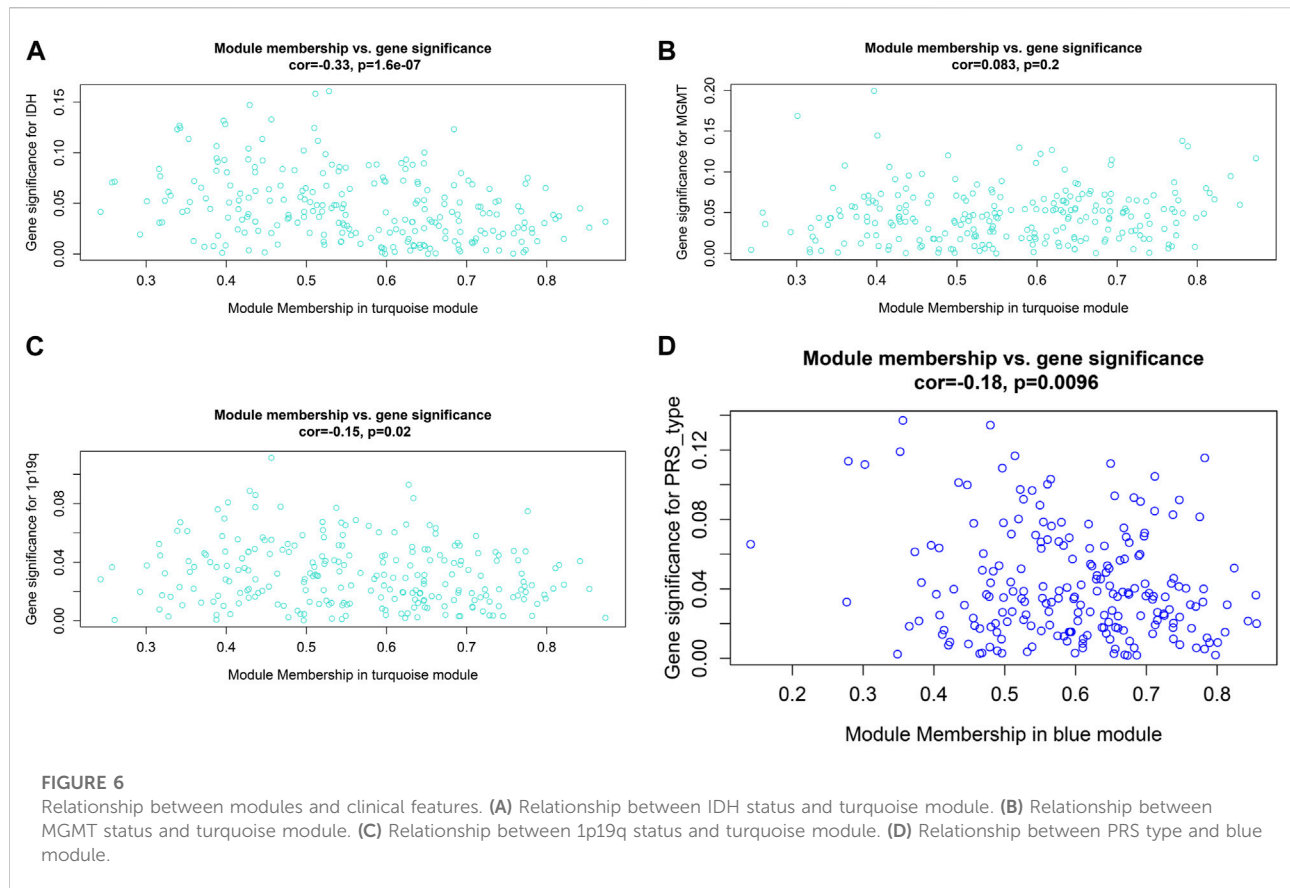 A
Module membership vs. gene significance
cor=-0.33, p=1.6e-07
Gene significance for IDH
0.00 0.05 0.10 0.15
0.3 0.4 0.5 0.6 0.7 0.8
Module Membership in turquoise module
B
Module membership vs. gene significance
cor=0.083, p=0.2
Gene significance for MGMT
0.00 0.05 0.10 0.15 0.20
0.3 0.4 0.5 0.6 0.7 0.8
Module Membership in turquoise module
C
Module membership vs. gene significance
cor=-0.15, p=0.02
Gene significance for 1p19q
0.00 0.04 0.08
0.3 0.4 0.5 0.6 0.7 0.8
Module Membership in turquoise module
D
Module membership vs. gene significance
cor=-0.18, p=0.0096
Gene significance for PRS_type
0.00 0.04 0.08 0.12
0.2 0.3 0.4 0.5 0.6 0.7 0.8
Module Membership in blue module
FIGURE 6
Relationship between modules and clinical features. (A) Relationship between IDH status and turquoise module. (B) Relationship between
MGMT status and turquoise module. (C) Relationship between 1p19q status and turquoise module. (D) Relationship between PRS type and blue
module.